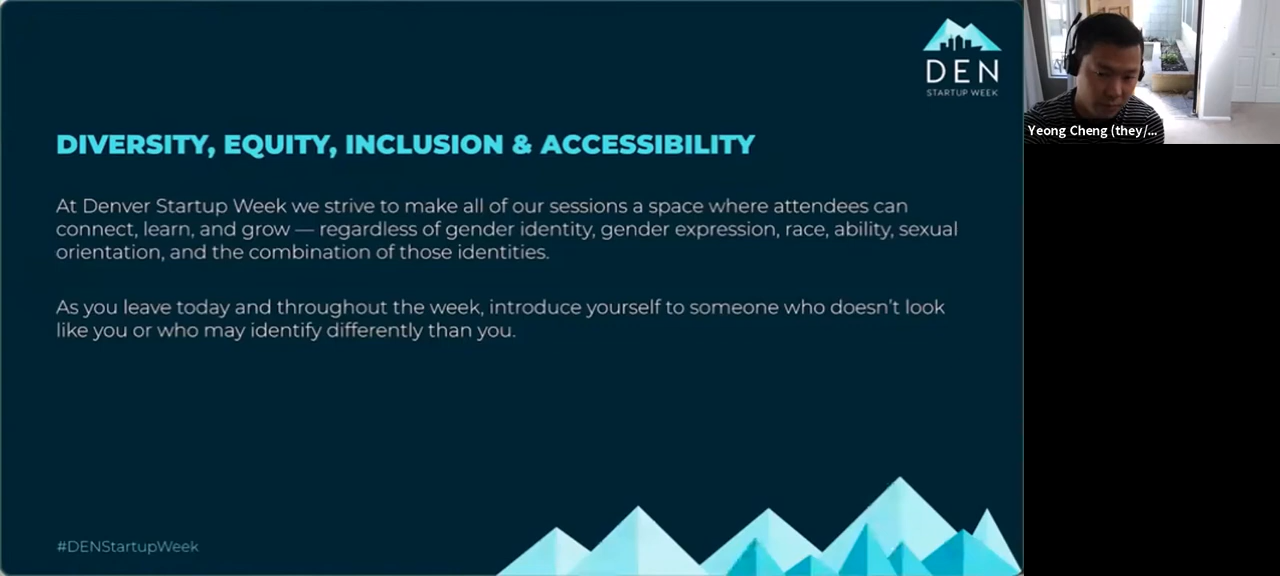 DEN
STARTUP WEEK
DIVERSITY, EQUITY, INCLUSION & ACCESSIBILITY
At Denver Startup Week we strive to make all of our sessions a space where attendees can
connect, learn, and grow — regardless of gender identity, gender expression, race, ability, sexual
orientation, and the combination of those identities.
As you leave today and throughout the week, introduce yourself to someone who doesn't look
like you or who may identify differently than you.
#DENStartupWeek
Yeong Cheng (they/...